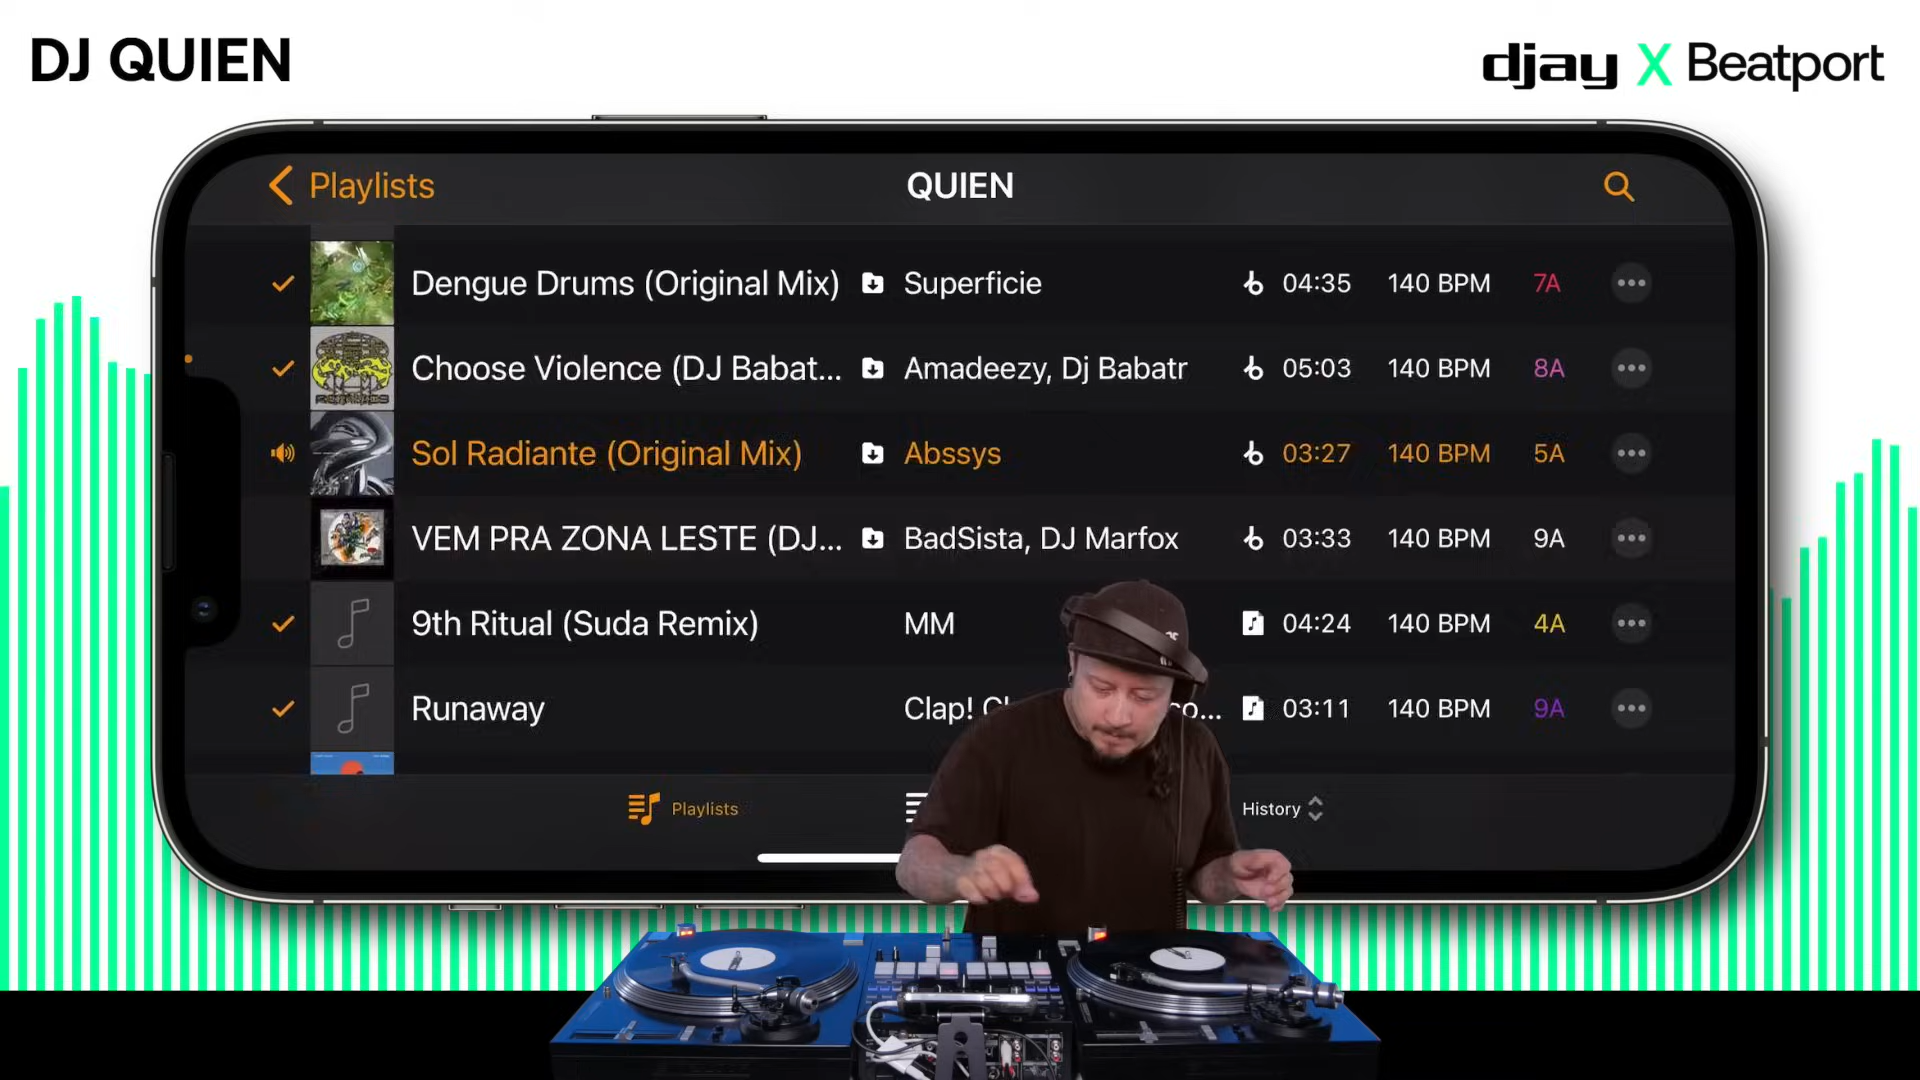 DJ QUIEN
djay X Beatport
Playlists
QUIEN
Dengue Drums (Original Mix) Superficie 04:35 140 BPM 7A
Choose Violence (DJ Babat... Amadeezy, Dj Babatr 05:03 140 BPM 8A
Sol Radiante (Original Mix) Abssys 03:27 140 BPM 5A
VEM PRA ZONA LESTE (DJ... BadSista, DJ Marfox 03:33 140 BPM 9A
9th Ritual (Suda Remix) MM 04:24 140 BPM 4A
Runaway Clap! 03:11 140 BPM 9A
Playlists
History